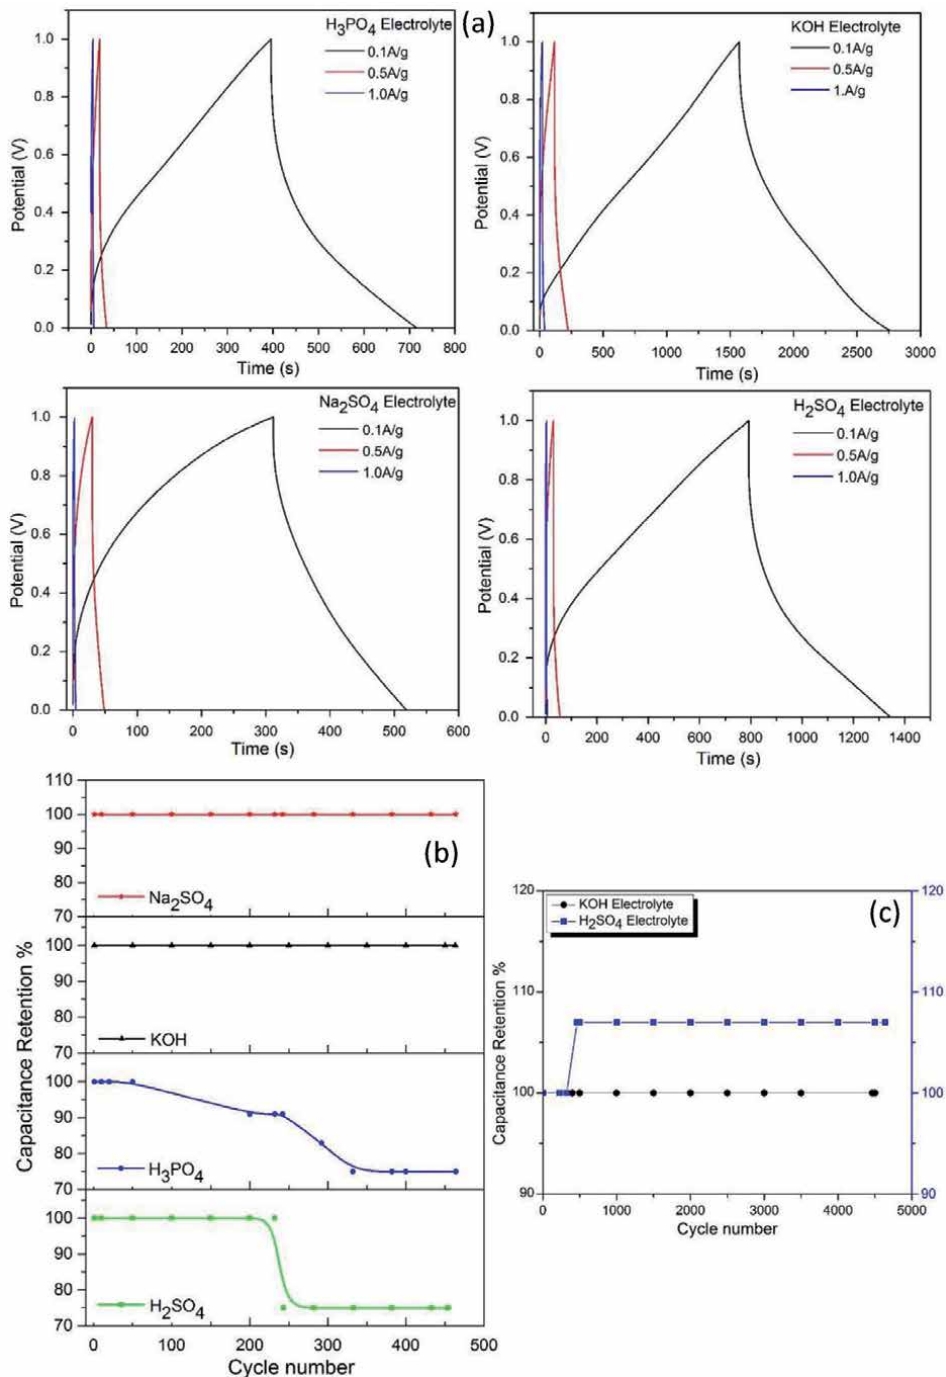 (a)
H₃PO₄ Electrolyte
0.1A/g
0.5A/g
1.0A/g
Potential (V)
1.0
0.8
0.6
0.4
0.2
0.0
0 100 200 300 400 500 600 700 800
Time (s)
KOH Electrolyte
0.1A/g
0.5A/g
1.A/g
Potential (V)
1.0
0.8
0.6
0.4
0.2
0.0
0 500 1000 1500 2000 2500 3000
Time (s)
Na₂SO₄ Electrolyte
0.1A/g
0.5A/g
1.0A/g
Potential (V)
1.0
0.8
0.6
0.4
0.2
0.0
0 100 200 300 400 500 600
Time (s)
H₂SO₄ Electrolyte
0.1A/g
0.5A/g
1.0A/g
Potential (V)
1.0
0.8
0.6
0.4
0.2
0.0
0 200 400 600 800 1000 1200 1400
Time (s)
(b)
Capacitance Retention %
110
105
100
95
90
85
80
75
70
Na₂SO₄
100
90
80
70
KOH
100
90
80
75
70
H₃PO₄
100
90
80
75
70
H₂SO₄
0 100 200 300 400 500
Cycle number
(c)
KOH Electrolyte
H₂SO₄ Electrolyte
Capacitance Retention %
120
110
100
90
120
110
100
90
0 1000 2000 3000 4000 5000
Cycle number